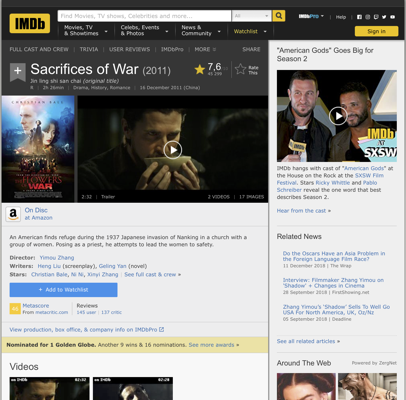 IMDb
Find Movies, TV shows, Celebrities and more...
All
IMDbPro
Help
Movies, TV
& Showtimes
Celebs, Events
& Photos
News &
Community
Watchlist
Sign in
FULL CAST AND CREW | TRIVIA | USER REVIEWS | IMDbPro | MORE
SHARE
Sacrifices of War (2011)
Jin líng shí san chai (original title)
R | 2h 26min | Drama, History, Romance | 16 December 2011 (China)
7,6
Rate
This
WAR
2:32 | Trailer
2 VIDEOS | 17 IMAGES
a
On Disc
at Amazon
An American finds refuge during the 1937 Japanese invasion of Nanking in a church with a
group of women. Posing as a priest, he attempts to lead the women to safety.
Director: Yimou Zhang
Writers: Heng Liu (screenplay), Geling Yan (novel)
Stars: Christian Bale, Ni Ni, Xinyi Zhang | See full cast & crew »
+ Add to Watchlist
Metascore
From metacritic.com
Reviews
145 user | 137 critic
View production, box office, & company info on IMDbPro
Nominated for 1 Golden Globe. Another 9 wins & 16 nominations. See more awards »
Videos
IMDb 02:32
IMDb 02:20
"American Gods" Goes Big for
Season 2
IMDb
at
SXSW
IMDb hangs with cast of "American Gods" at
the House on the Rock at the SXSW Film
Festival. Stars Ricky Whittle and Pablo
Schreiber reveal the one word that best
describes Season 2.
Hear from the cast »
Related News
Do the Oscars Have an Asia Problem in
the Foreign Language Film Race?
11 December 2018 | The Wrap
Interview: Filmmaker Zhang Yimou on
'Shadow' + Changes in Cinema
28 September 2018 | FirstShowing.net
Zhang Yimou's 'Shadow' Sells To Well Go
USA For North America, UK, Oz/Nz
05 September 2018 | Deadline
See all related articles »
Around The Web
Powered by ZergNet